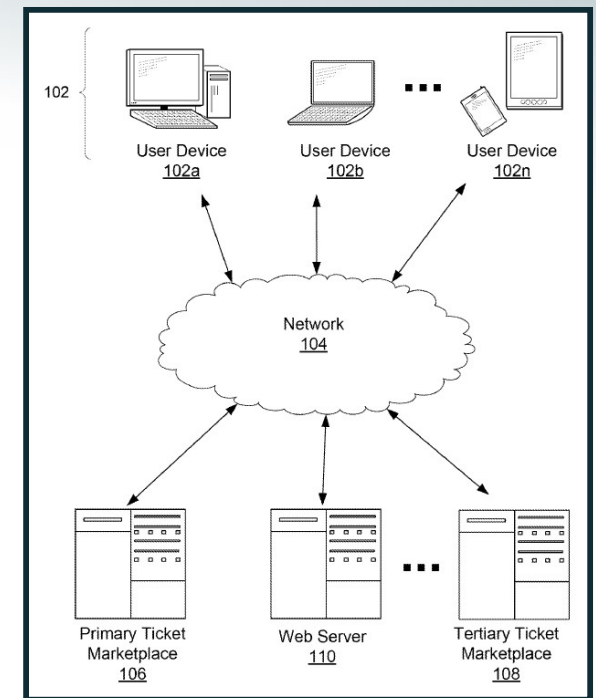 102
User Device
102a
User Device
102b
User Device
102n
Network
104
Primary Ticket
Marketplace
106
Web Server
110
Tertiary Ticket
Marketplace
108